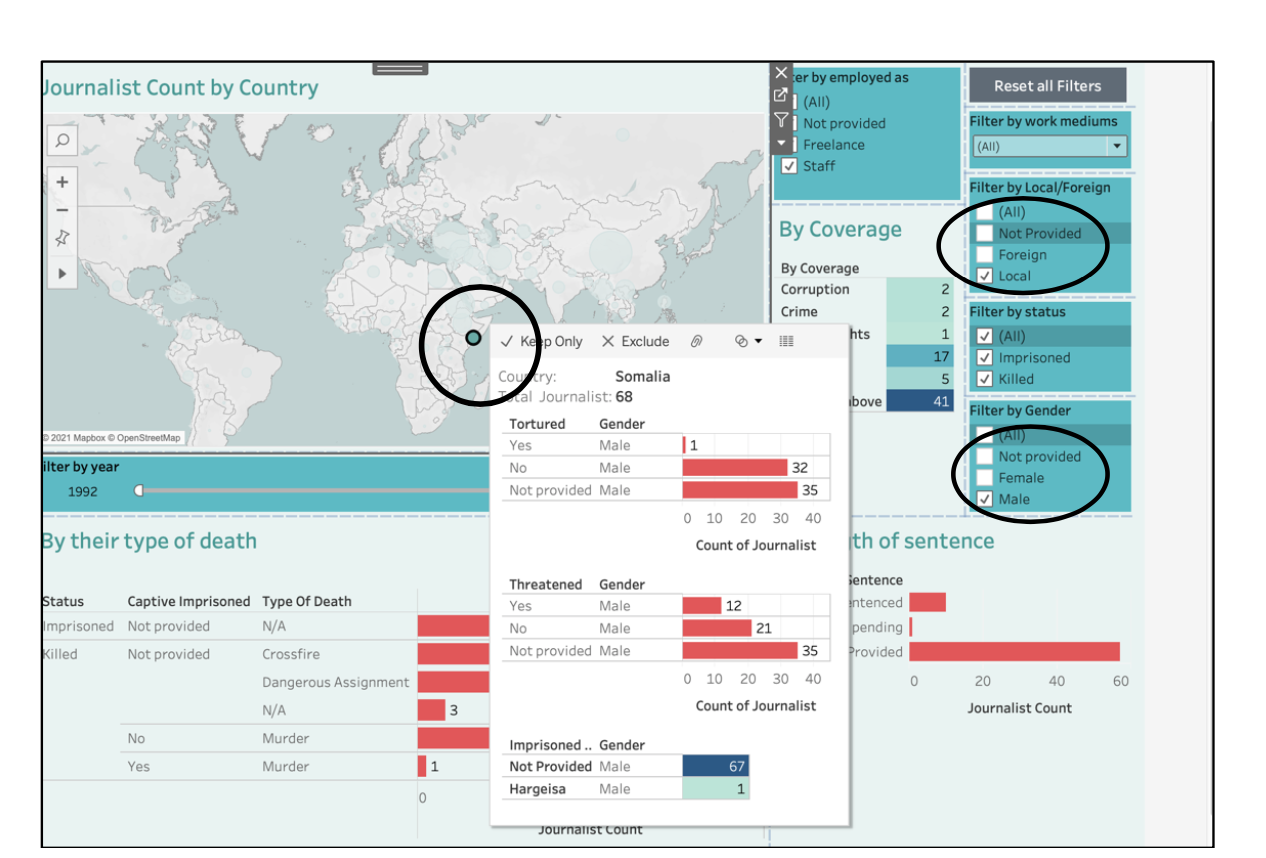 Journalist Count by Country
© 2021 Mapbox © OpenStreetMap
ilter by year
1992
er by employed as
(All)
Not provided
Freelance
Staff
Reset all Filters
Filter by work mediums
(All)
Filter by Local/Foreign
(All)
Not Provided
Foreign
Local
Filter by status
(All)
Imprisoned
Killed
Filter by Gender
(All)
Not provided
Female
Male
By Coverage
By Coverage
Corruption 2
Crime 2
hts 1
17
5
above 41
Keep Only Exclude
Country: Somalia
Total Journalist: 68
Tortured Gender
Yes Male 1
No Male 32
Not provided Male 35
0 10 20 30 40
Count of Journalist
Threatened Gender
Yes Male 12
No Male 21
Not provided Male 35
0 10 20 30 40
Count of Journalist
Imprisoned .. Gender
Not Provided Male 67
Hargeisa Male 1
By their type of death
Status Captive Imprisoned Type Of Death
Imprisoned Not provided N/A
Killed Not provided Crossfire
Dangerous Assignment
N/A 3
No Murder
Yes Murder 1
0
Journalist Count
th of sentence
Sentence
entenced
pending
Provided
0 20 40 60
Journalist Count